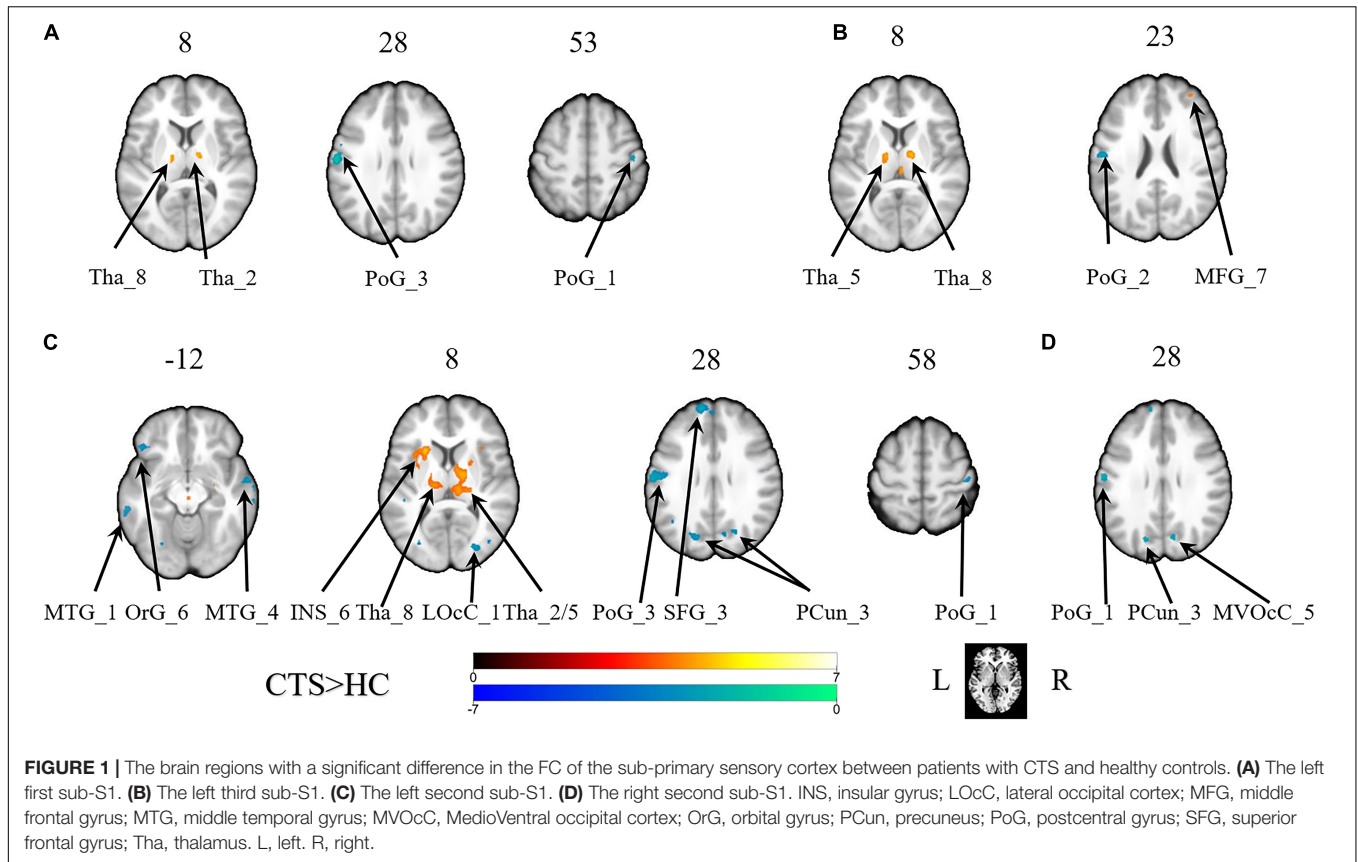 A
8
28
53
B
8
23
Tha_8
Tha_2
PoG_3
PoG_1
Tha_5
Tha_8
PoG_2
MFG_7
C
-12
8
28
58
D
28
MTG_1 OrG_6 MTG_4 INS_6 Tha_8 LOcC_1 Tha_2/5 PoG_3 SFG_3 PCun_3 PoG_1 PoG_1 PCun_3 MVOcC_5
CTS>HC
0
7
-7
0
L
R
FIGURE 1 | The brain regions with a significant difference in the FC of the sub-primary sensory cortex between patients with CTS and healthy controls. (A) The left
first sub-S1. (B) The left third sub-S1. (C) The left second sub-S1. (D) The right second sub-S1. INS, insular gyrus; LOcC, lateral occipital cortex; MFG, middle
frontal gyrus; MTG, middle temporal gyrus; MVOcC, MedioVentral occipital cortex; OrG, orbital gyrus; PCun, precuneus; PoG, postcentral gyrus; SFG, superior
frontal gyrus; Tha, thalamus. L, left. R, right.